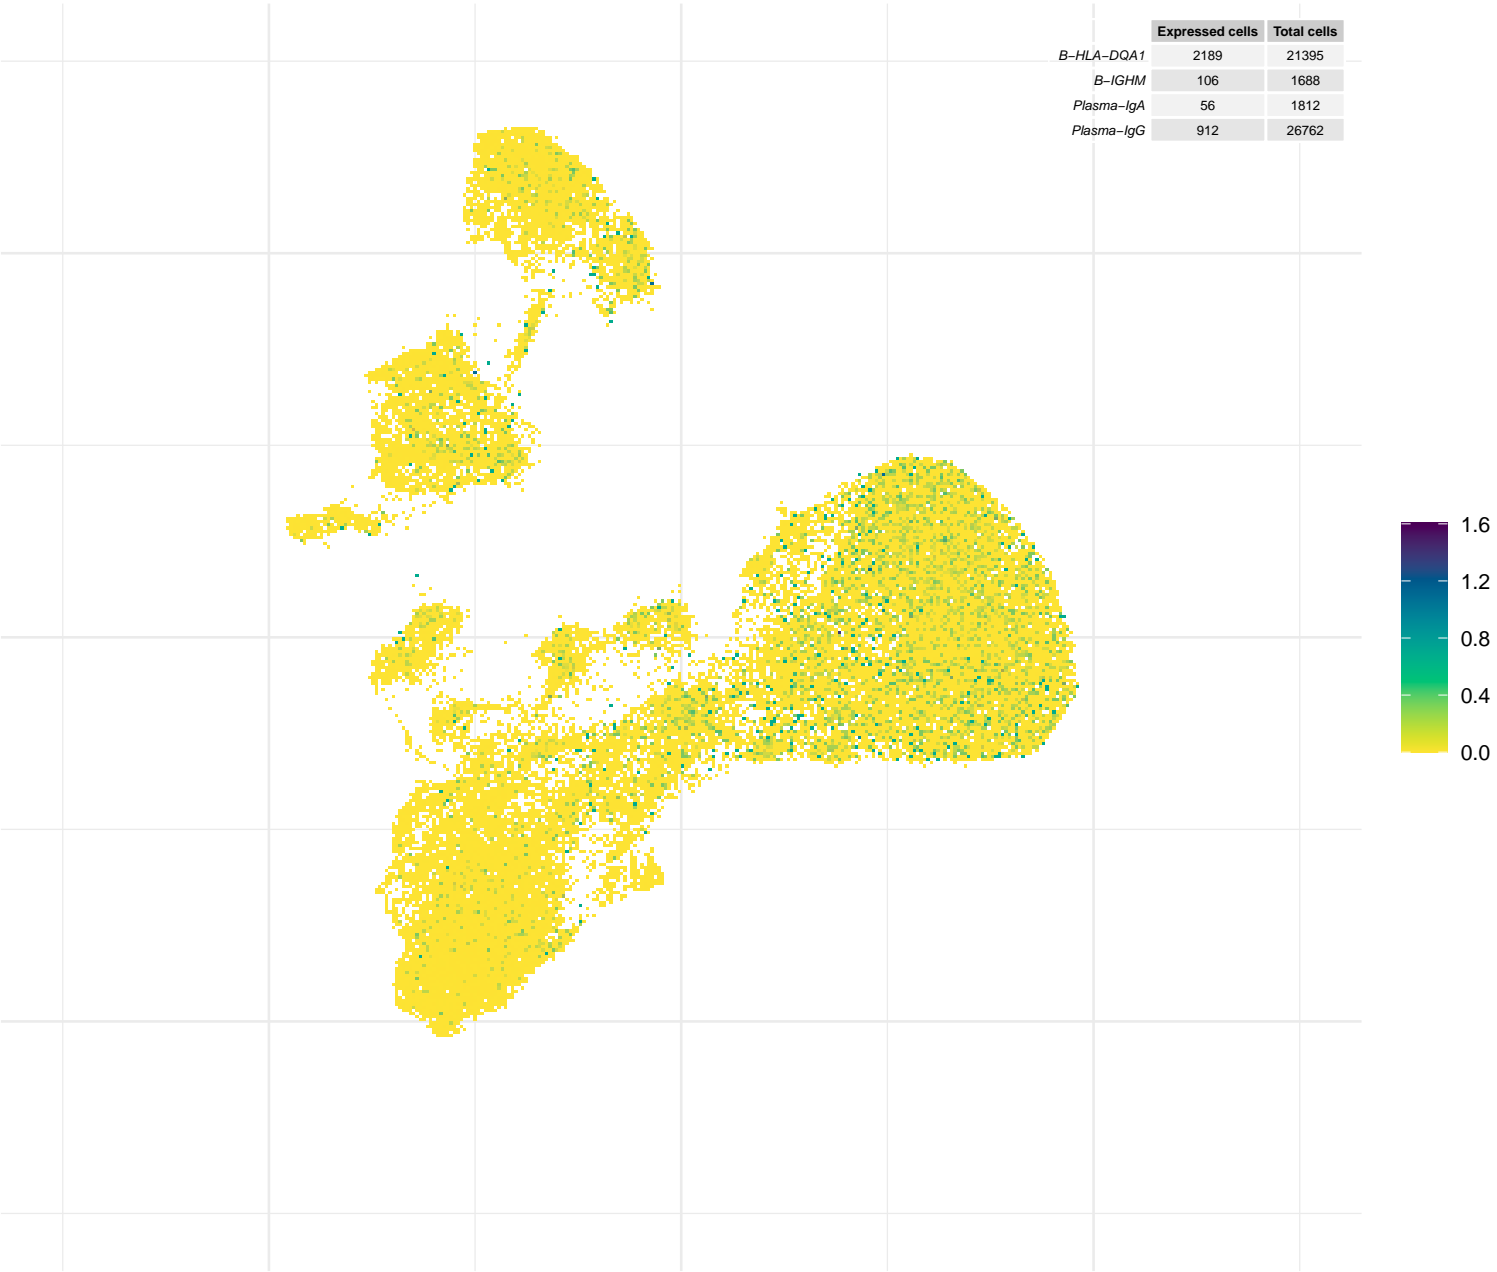 Expressed cells Total cells
B−HLA−DQA1 2189 21395
B−IGHM 106 1688
Plasma−IgA 56 1812
Plasma−IgG 912 26762
1.6
1.2
0.8
0.4
0.0